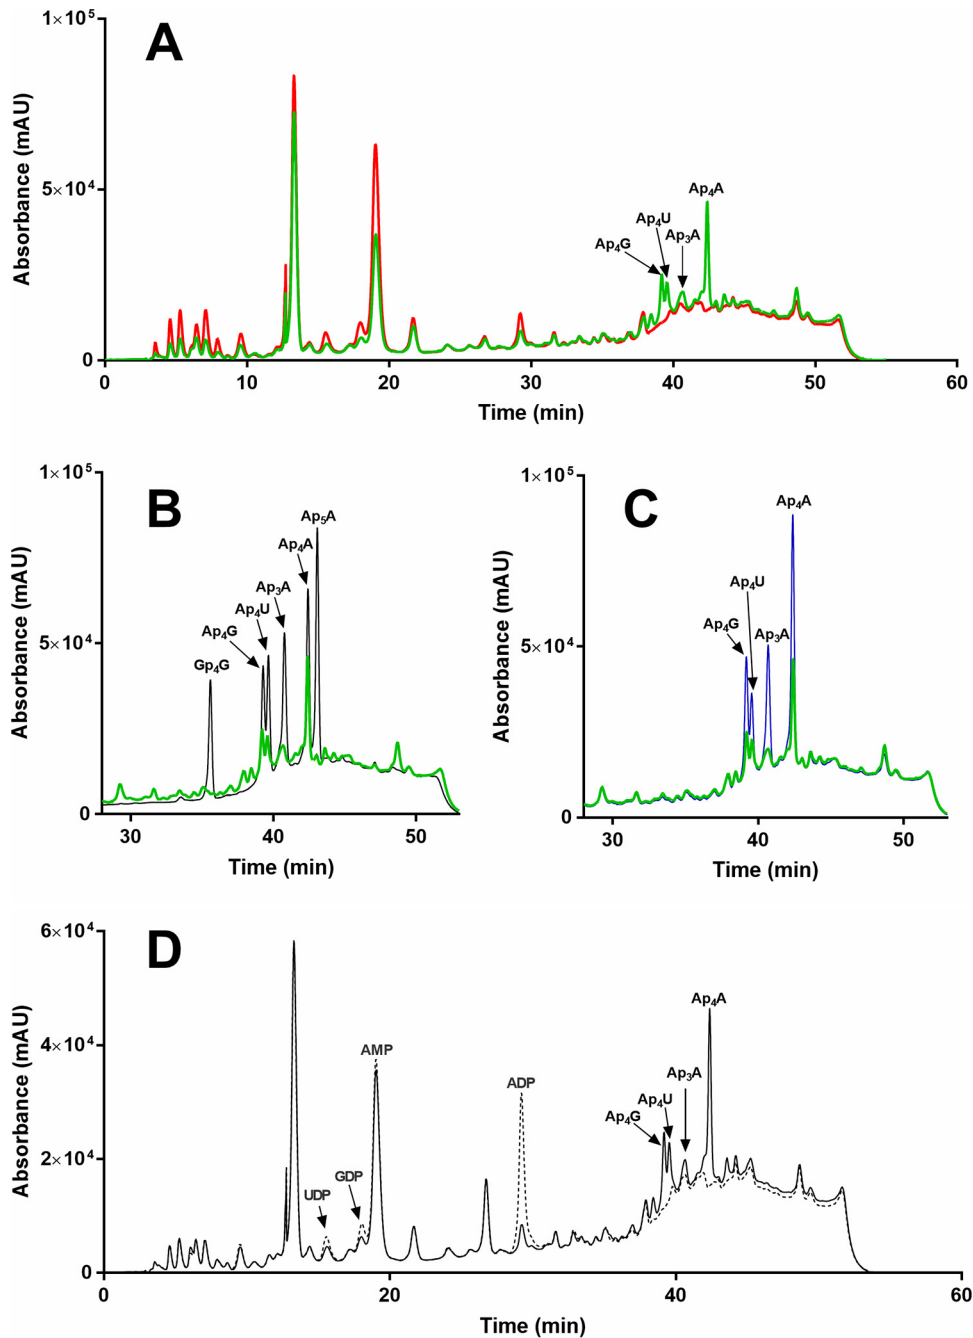 A
1×10⁵
5×10⁴
0
Absorbance (mAU)
Ap₄A
Ap₄U
Ap₃A
Ap₄G
0 10 20 30 40 50 60
Time (min)
B
1×10⁵
5×10⁴
0
Absorbance (mAU)
Ap₅A
Ap₄A
Ap₃A
Ap₄U
Ap₄G
Gp₄G
30 40 50
Time (min)
C
1×10⁵
5×10⁴
0
Absorbance (mAU)
Ap₄A
Ap₄U
Ap₄G
Ap₃A
30 40 50
Time (min)
D
6×10⁴
4×10⁴
2×10⁴
0
Absorbance (mAU)
Ap₄A
AMP
Ap₃A
ADP
Ap₄U
Ap₄G
GDP
UDP
0 20 40 60
Time (min)